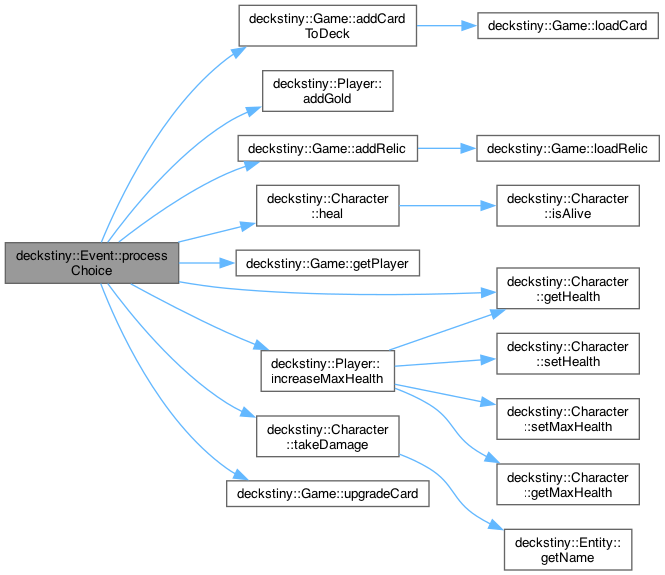 deckstiny::Event::process
Choice
deckstiny::Game::addCard
ToDeck
deckstiny::Game::loadCard
deckstiny::Player::
addGold
deckstiny::Game::addRelic
deckstiny::Game::loadRelic
deckstiny::Character
::heal
deckstiny::Character
::isAlive
deckstiny::Game::getPlayer
deckstiny::Character
::getHealth
deckstiny::Player::
increaseMaxHealth
deckstiny::Character
::setHealth
deckstiny::Character
::setMaxHealth
deckstiny::Character
::getMaxHealth
deckstiny::Character
::takeDamage
deckstiny::Entity::
getName
deckstiny::Game::upgradeCard